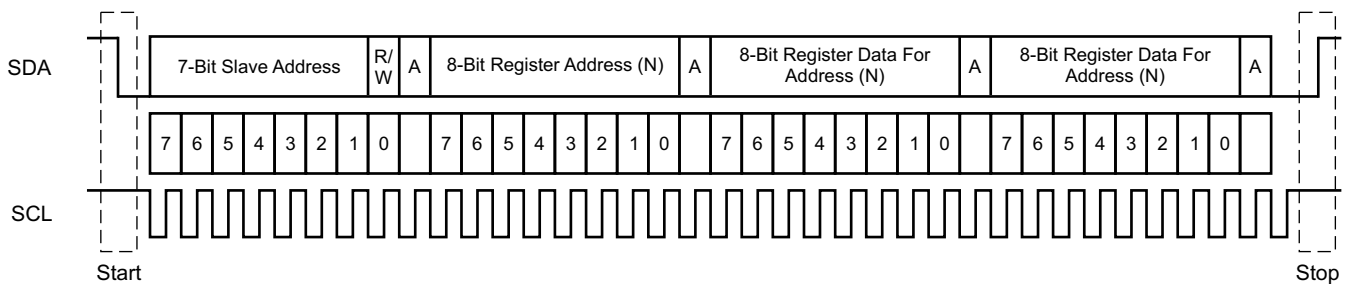 SDA
7-Bit Slave Address
R/
W
A
8-Bit Register Address (N)
A
8-Bit Register Data For
Address (N)
A
8-Bit Register Data For
Address (N)
A
7 6 5 4 3 2 1 0 7 6 5 4 3 2 1 0 7 6 5 4 3 2 1 0 7 6 5 4 3 2 1 0
SCL
Start
Stop